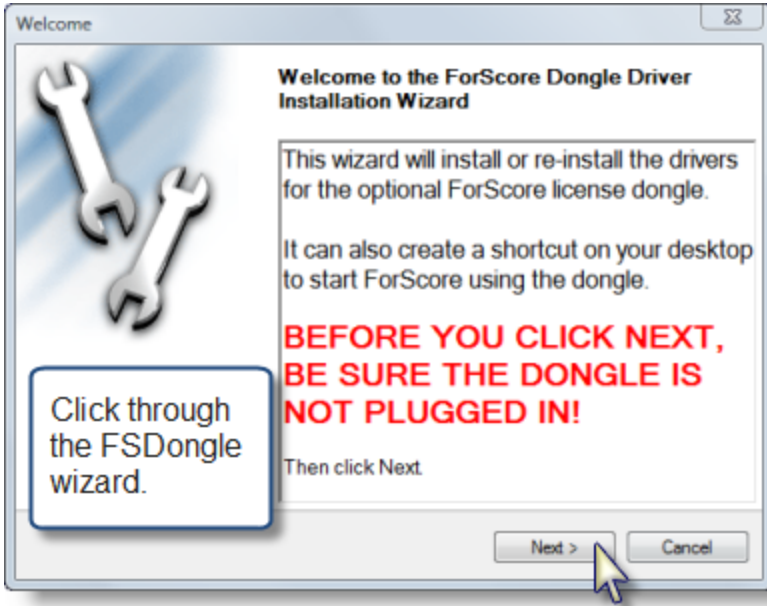 Welcome
Welcome to the ForScore Dongle Driver
Installation Wizard
This wizard will install or re-install the drivers
for the optional ForScore license dongle.
It can also create a shortcut on your desktop
to start ForScore using the dongle.
BEFORE YOU CLICK NEXT,
BE SURE THE DONGLE IS
NOT PLUGGED IN!
Then click Next.
Click through
the FSDongle
wizard.
Next >
Cancel